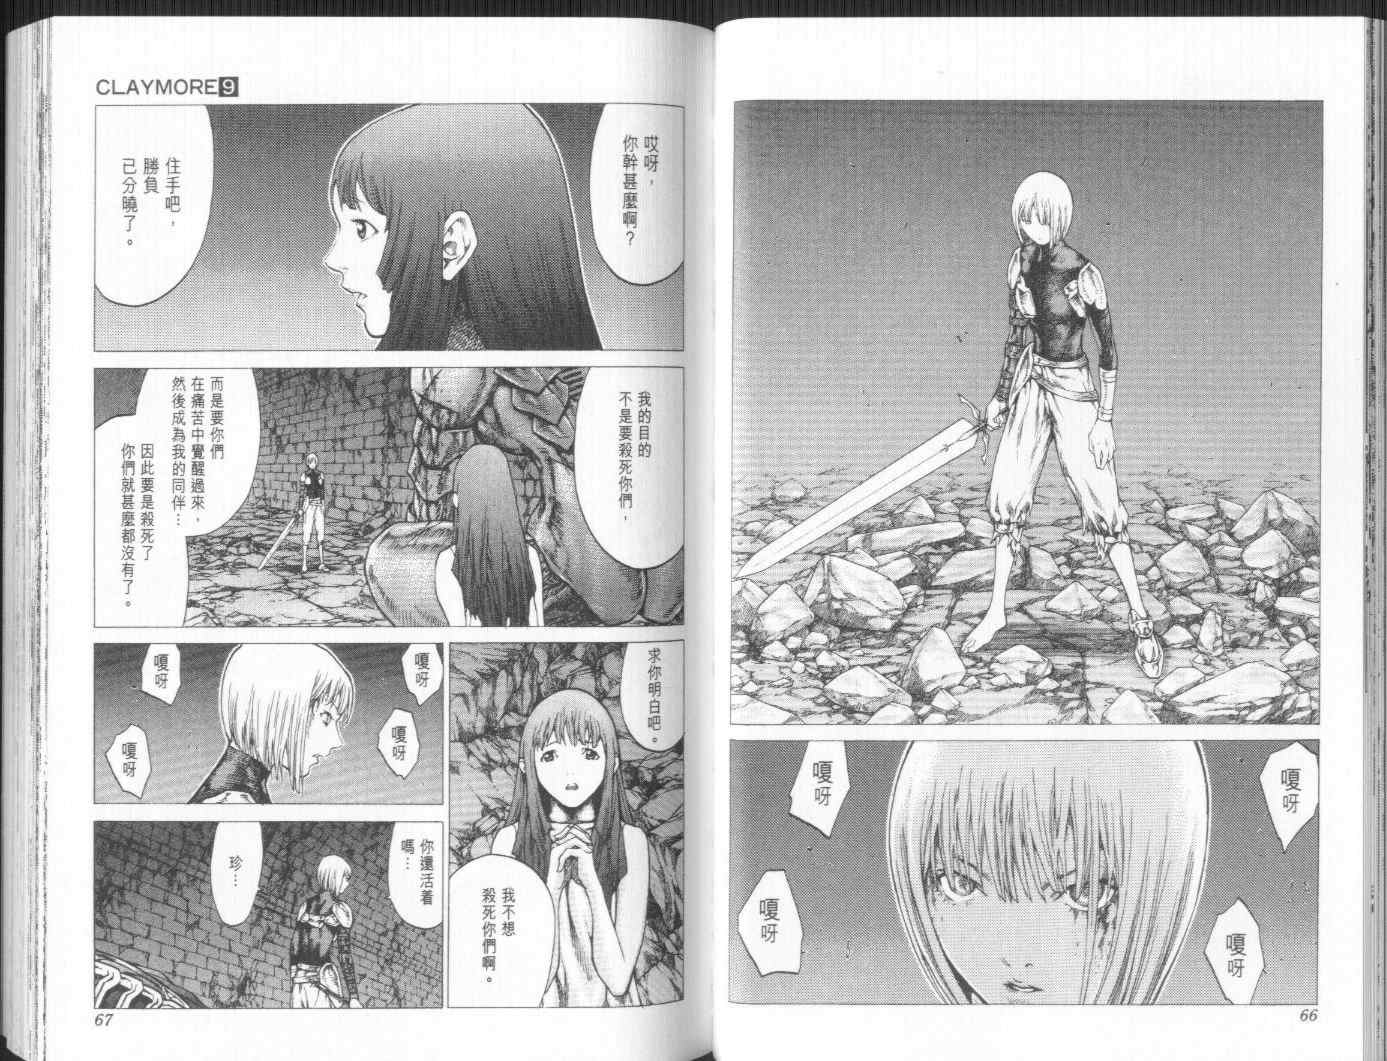 嘎
呀
嘎
呀
嘎
呀
嘎
呀
66
CLAYMORE9
哎呀，
你幹甚麼啊？
住手吧，
勝負
已分曉了。
我的目的
不是要殺死你們，
而是要你們
在痛苦中覺醒過來，
然後成為我的同伴…
因此要是殺死了
你們就甚麼都沒有了。
求你明白吧。
我不想
殺死你們啊。
嘎
呀
嘎
呀
嘎
呀
嘎
呀
你還活着
嗎…
珍…
67